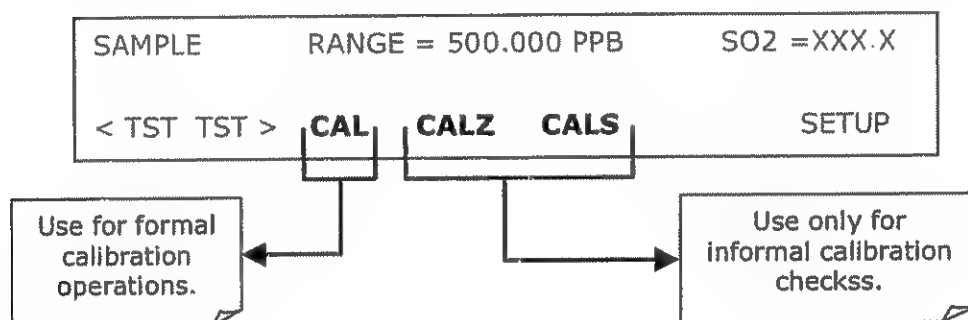 SAMPLE RANGE = 500.000 PPB SO2 =XXX.X
< TST TST > CAL CALZ CALS SETUP
Use for formal
calibration
operations.
Use only for
informal calibration
checkss.